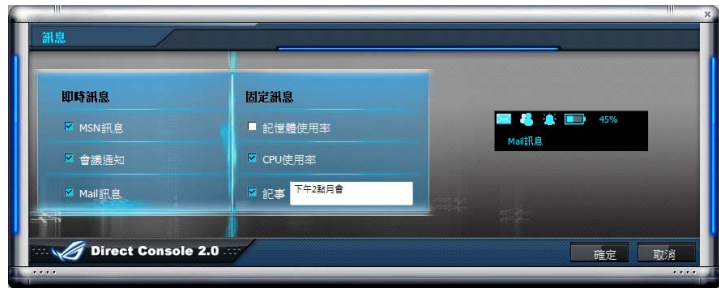 訊息
即時訊息
固定訊息
MSN訊息
記憶體使用率
會議通知
CPU使用率
Mail訊息
記事 下午2點月會
45%
Mail訊息
Direct Console 2.0
確定
取消